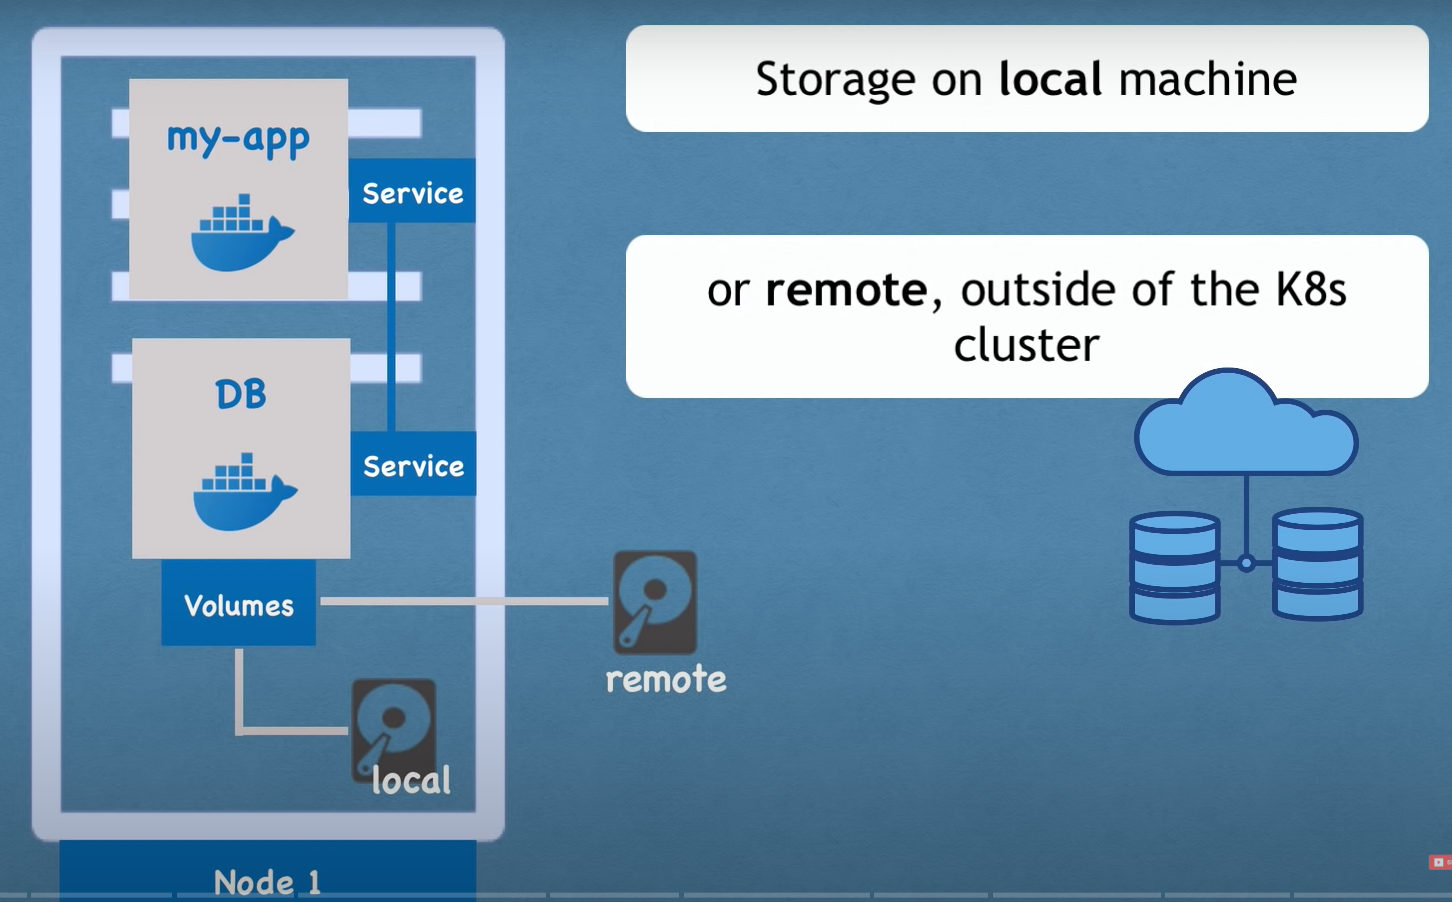 my-app
Service
DB
Service
Volumes
local
remote
Node 1
Storage on local machine
or remote, outside of the K8s
cluster